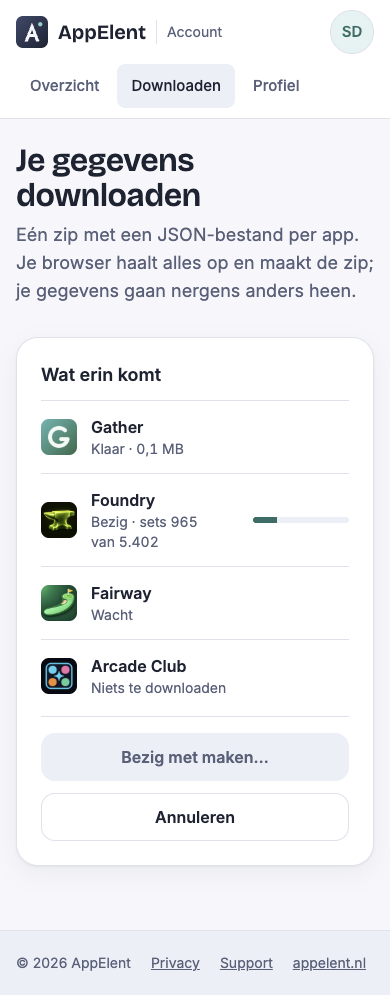 AppElent
Account
SD
Overzicht
Downloaden
Profiel
Je gegevens
downloaden
Eén zip met een JSON-bestand per app.
Je browser haalt alles op en maakt de zip;
je gegevens gaan nergens anders heen.
Wat erin komt
Gather
Klaar · 0,1 MB
Foundry
Bezig · sets 965
van 5.402
Fairway
Wacht
Arcade Club
Niets te downloaden
Bezig met maken...
Annuleren
© 2026 AppElent
Privacy
Support
appelent.nl